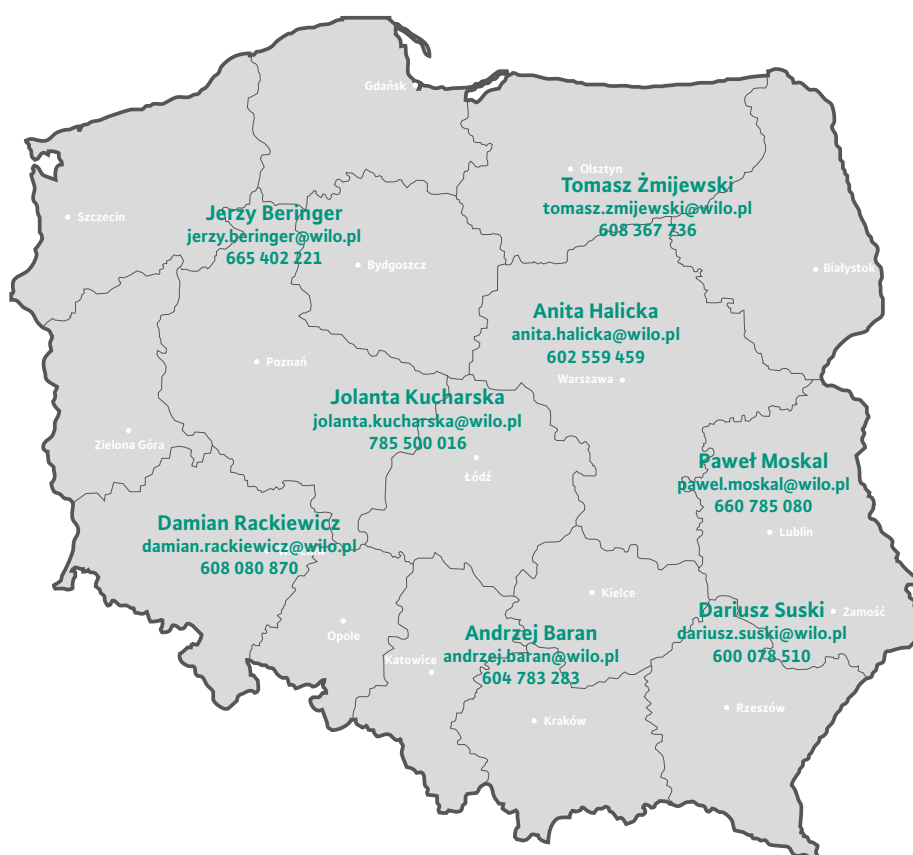 Gdańsk
Olsztyn
Tomasz Żmijewski
tomasz.zmijewski@wilo.pl
608 367 736
Szczecin
Jerzy Beringer
jerzy.beringer@wilo.pl
665 402 221
Bydgoszcz
Białystok
Anita Halicka
anita.halicka@wilo.pl
602 559 459
Poznań
Warszawa
Jolanta Kucharska
jolanta.kucharska@wilo.pl
785 500 016
Zielona Góra
Łódź
Paweł Moskal
pawel.moskal@wilo.pl
660 785 080
Damian Rackiewicz
damian.rackiewicz@wilo.pl
608 080 870
Lublin
Kielce
Dariusz Suski
dariusz.suski@wilo.pl
600 078 510
Zamość
Opole
Andrzej Baran
andrzej.baran@wilo.pl
604 783 283
Katowice
Kraków
Rzeszów